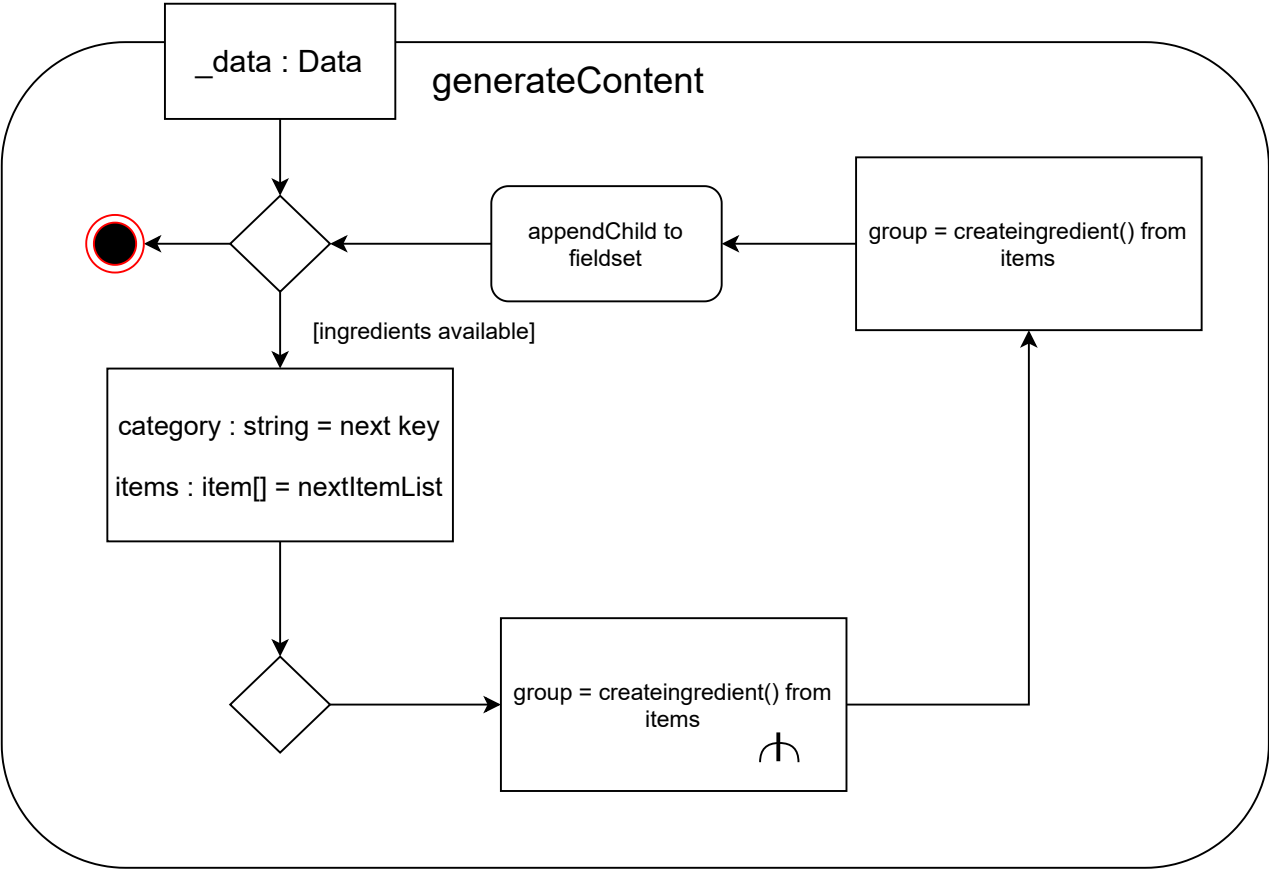 _data : Data
generateContent
appendChild to
fieldset
group = createingredient() from
items
[ingredients available]
category : string = next key
items : item[] = nextItemList
group = createingredient() from
items